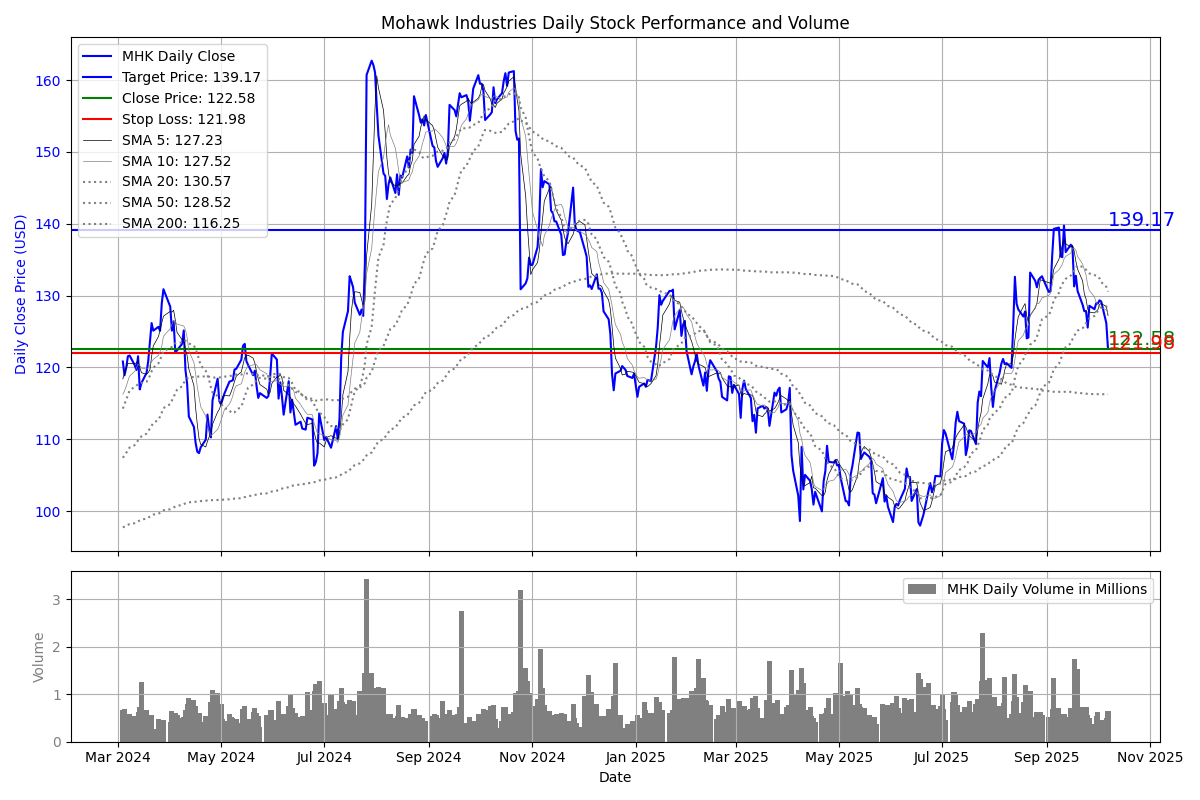 Mohawk Industries Daily Stock Performance and Volume
MHK Daily Close
Target Price: 139.17
Close Price: 122.58
Stop Loss: 121.98
SMA 5: 127.23
SMA 10: 127.52
SMA 20: 130.57
SMA 50: 128.52
SMA 200: 116.25
Daily Close Price (USD)
160
150
140
130
120
110
100
139.17
122.58
121.98
MHK Daily Volume in Millions
Volume
3
2
1
0
Mar 2024 May 2024 Jul 2024 Sep 2024 Nov 2024 Jan 2025 Mar 2025 May 2025 Jul 2025 Sep 2025 Nov 2025
Date